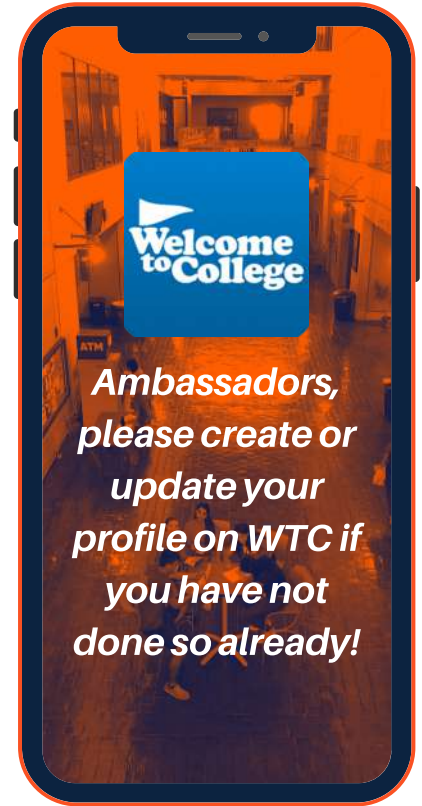 Welcome
to College
ATM
Ambassadors,
please create or
update your
profile on WTC if
you have not
done so already!